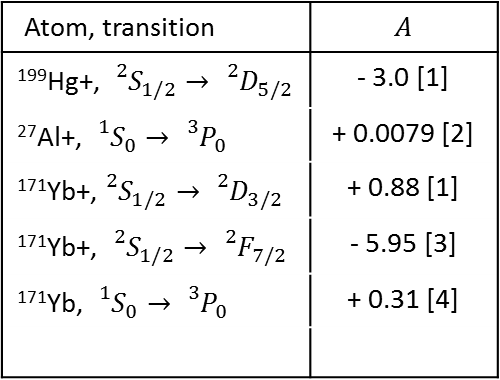 Atom, transition A
¹⁹⁹Hg+, ²S₁/₂ → ²D₅/₂ - 3.0 [1]
²⁷Al+, ¹S₀ → ³P₀ + 0.0079 [2]
¹⁷¹Yb+, ²S₁/₂ → ²D₃/₂ + 0.88 [1]
¹⁷¹Yb+, ²S₁/₂ → ²F₇/₂ - 5.95 [3]
¹⁷¹Yb, ¹S₀ → ³P₀ + 0.31 [4]